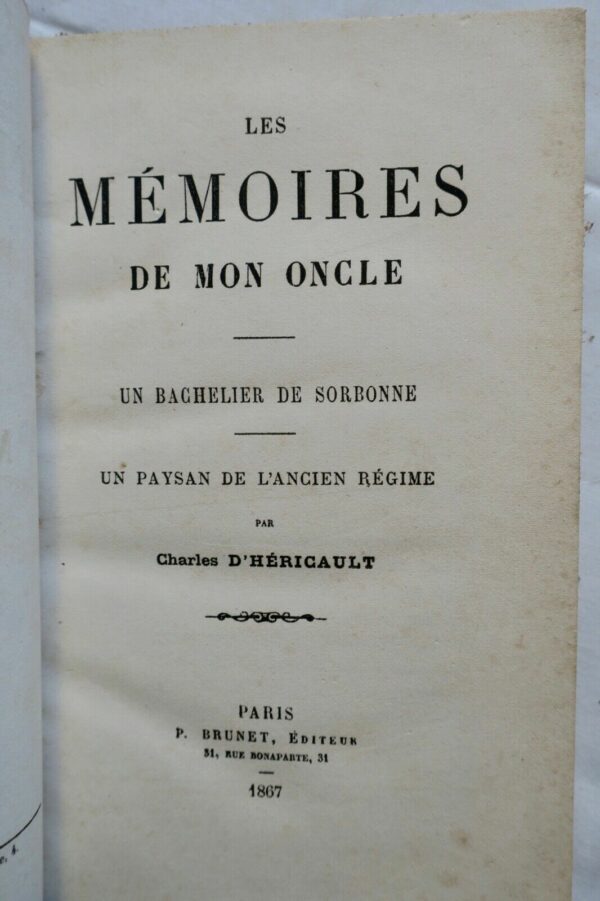 LES
MÉMOIRES
DE MON ONCLE
UN BACHELIER DE SORBONNE
UN PAYSAN DE L'ANCIEN RÉGIME
PAR
Charles D'HÉRICAULT
PARIS
P. BRUNET, ÉDITEUR
31, RUE BONAPARTE, 31
1867